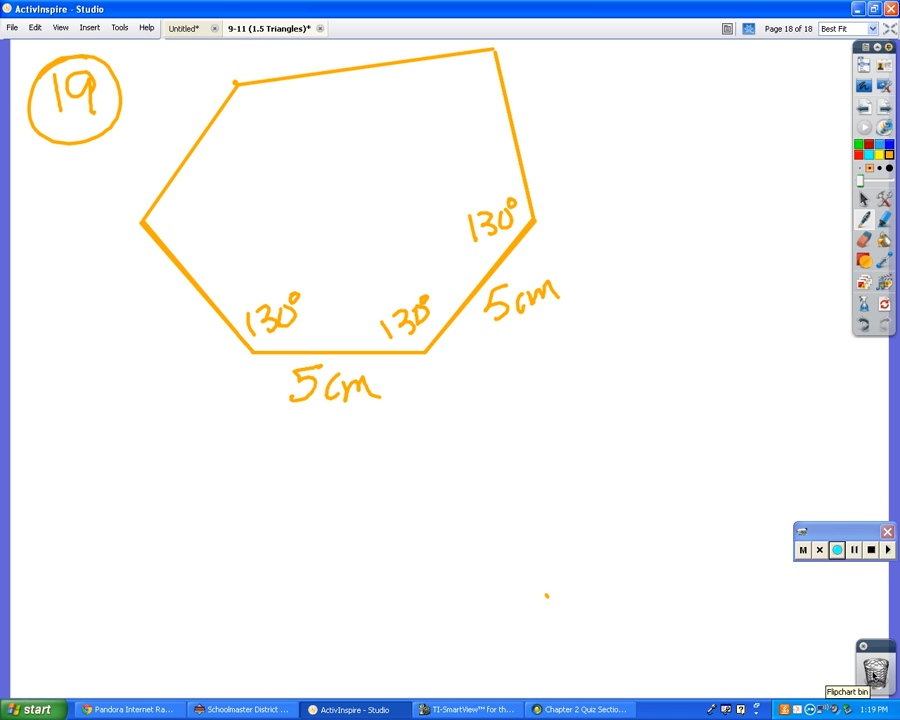 ActivInspire - Studio
File Edit View Insert Tools Help
Untitled*
9-11 (1.5 Triangles)*
Page 18 of 18
Best Fit
19
130°
130°
130°
5cm
5cm
M
Flipchart bin
start
Pandora Internet Ra...
Schoolmaster District ...
ActivInspire - Studio
TI-SmartView™ for th...
Chapter 2 Quiz Sectio...
1:19 PM